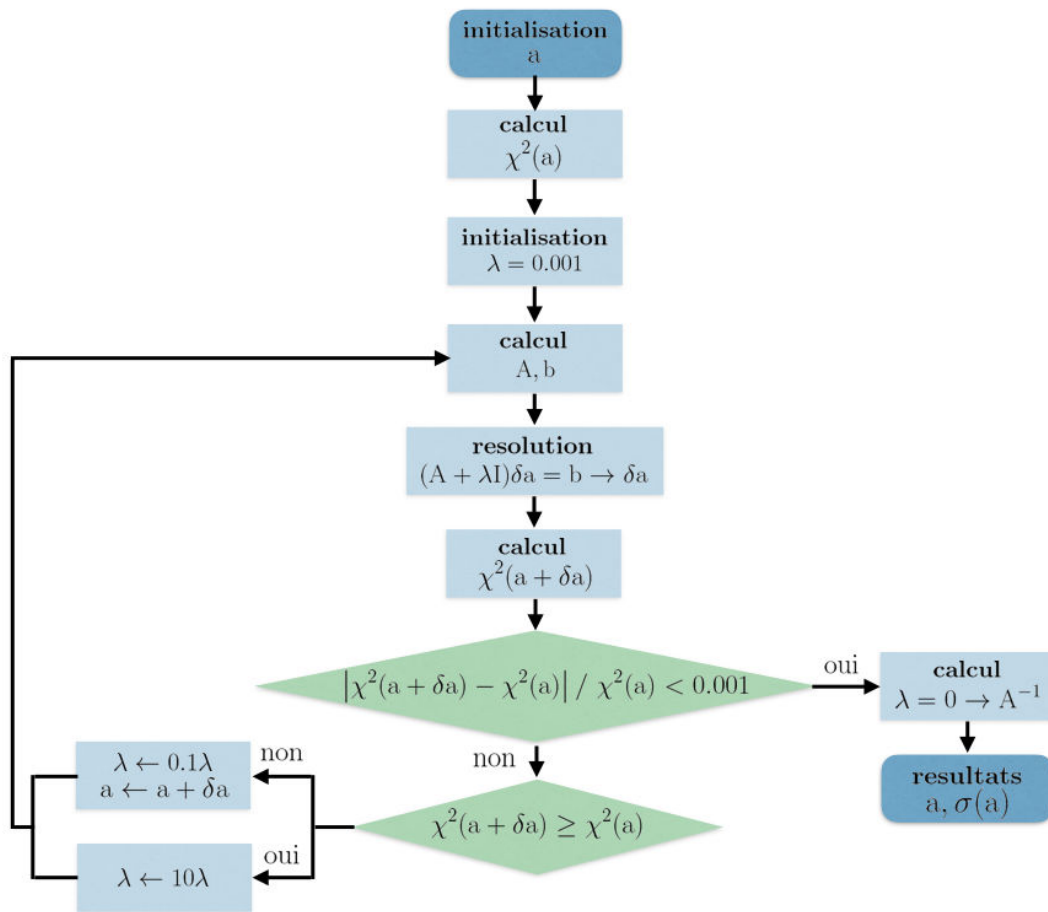 initialisation
a
calcul
χ²(a)
initialisation
λ = 0.001
calcul
A, b
resolution
(A + λI)δa = b → δa
calcul
χ²(a + δa)
|χ²(a + δa) − χ²(a)| / χ²(a) < 0.001
oui
calcul
λ = 0 → A⁻¹
resultats
a, σ(a)
non
χ²(a + δa) ≥ χ²(a)
non
λ ← 0.1λ
a ← a + δa
oui
λ ← 10λ